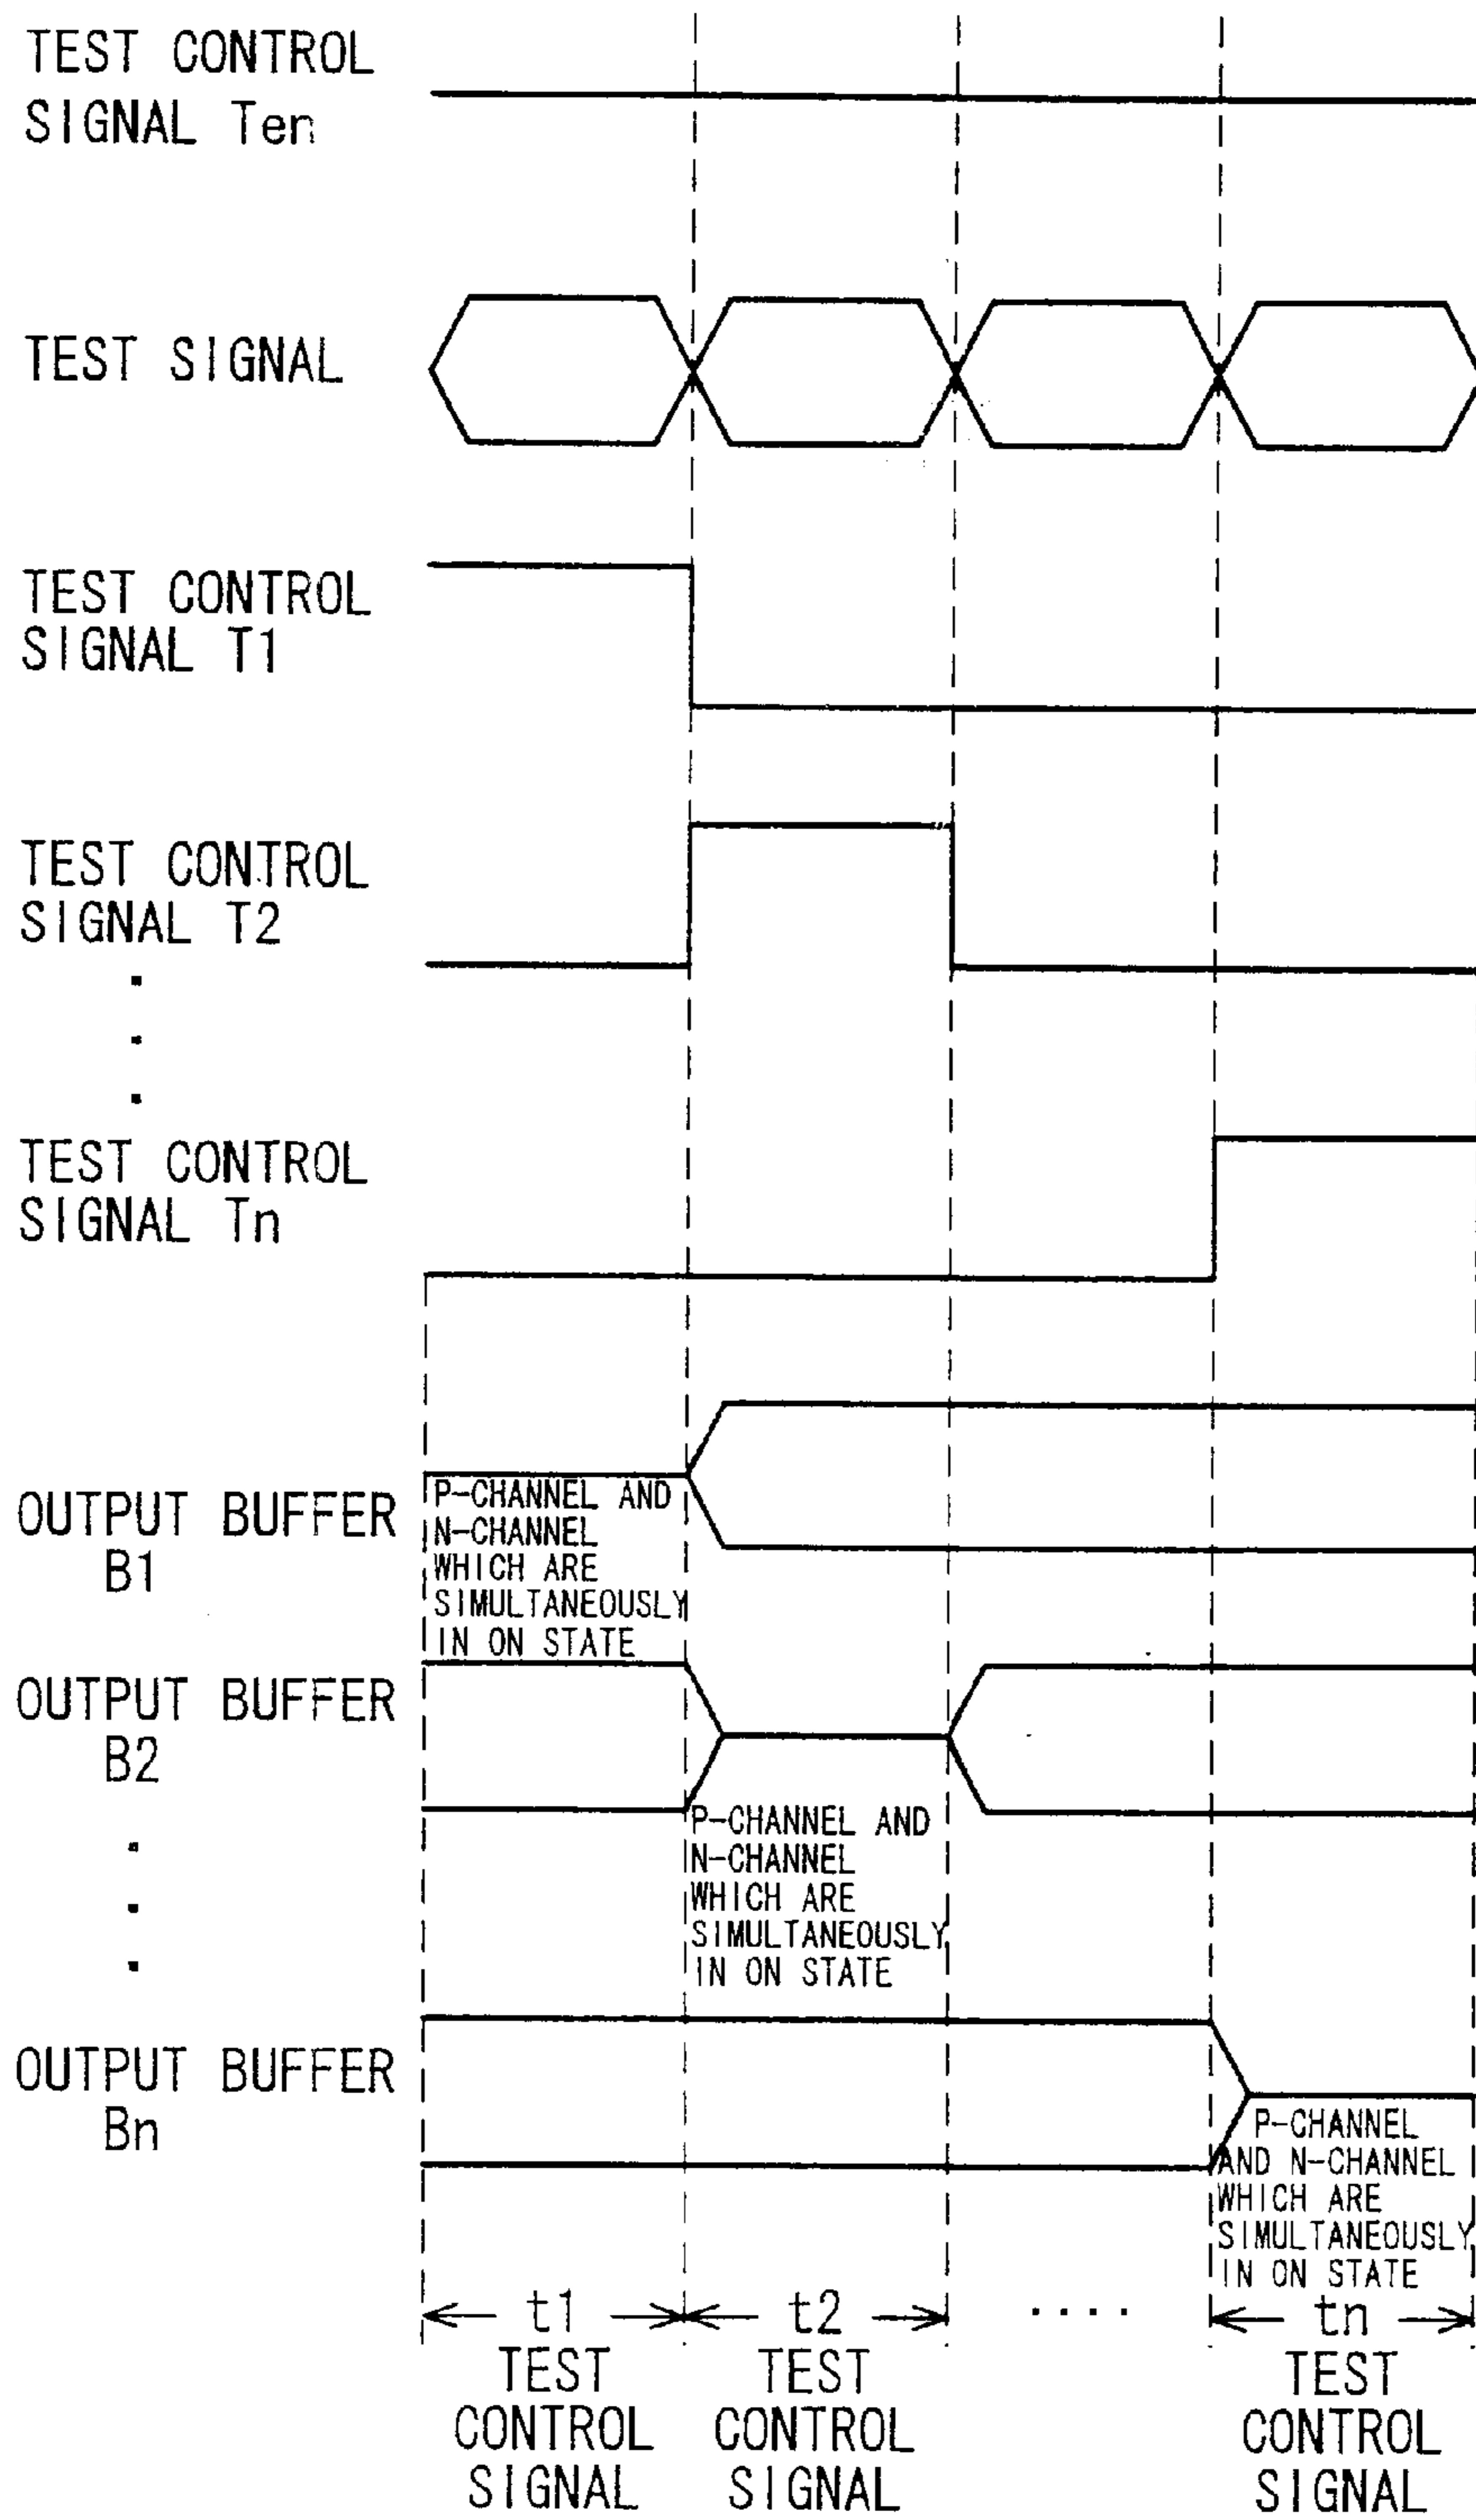 TEST CONTROL
SIGNAL Ten
TEST SIGNAL
TEST CONTROL
SIGNAL T1
TEST CONTROL
SIGNAL T2
TEST CONTROL
SIGNAL Tn
OUTPUT BUFFER
B1
P-CHANNEL AND
N-CHANNEL
WHICH ARE
SIMULTANEOUSLY
IN ON STATE
OUTPUT BUFFER
B2
P-CHANNEL AND
N-CHANNEL
WHICH ARE
SIMULTANEOUSLY
IN ON STATE
OUTPUT BUFFER
Bn
P-CHANNEL
AND N-CHANNEL
WHICH ARE
SIMULTANEOUSLY
IN ON STATE
t1
TEST
CONTROL
SIGNAL
t2
TEST
CONTROL
SIGNAL
....
tn
TEST
CONTROL
SIGNAL